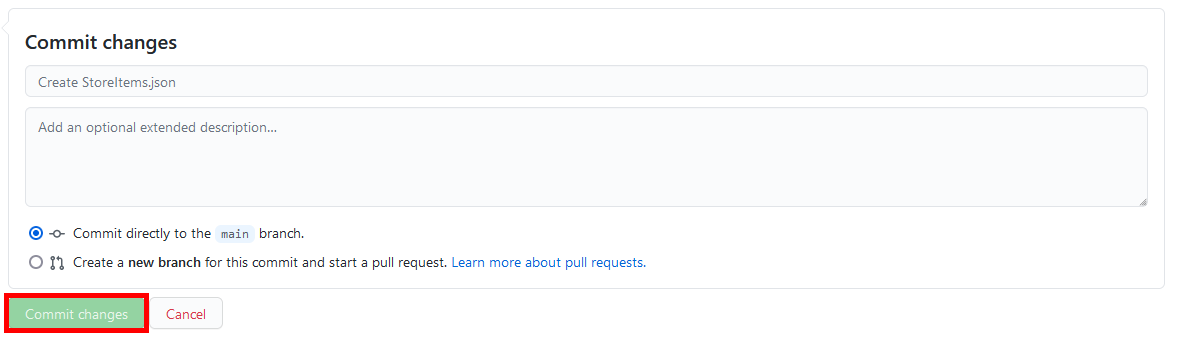 Commit changes
Create StoreItems.json
Add an optional extended description...
Commit directly to the main branch.
Create a new branch for this commit and start a pull request. Learn more about pull requests.
Commit changes Cancel